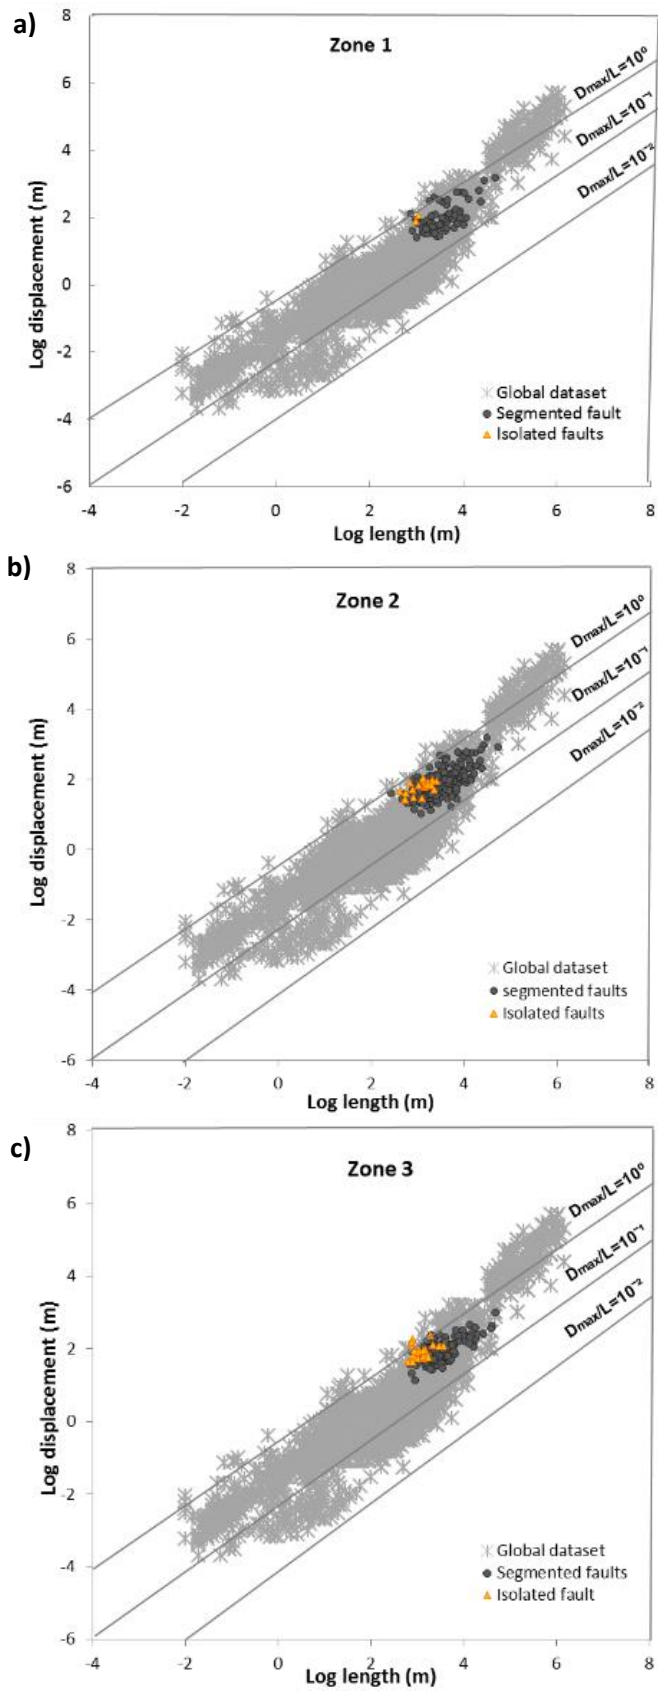 a)
Zone 1
8
6
4
2
0
-2
-4
-6
Log displacement (m)
Dmax/L=10⁰
Dmax/L=10⁻¹
Dmax/L=10⁻²
Global dataset
Segmented fault
Isolated faults
-4 -2 0 2 4 6 8
Log length (m)
b)
Zone 2
8
6
4
2
0
-2
-4
-6
Log displacement (m)
Dmax/L=10⁰
Dmax/L=10⁻¹
Dmax/L=10⁻²
Global dataset
segmented faults
Isolated faults
-4 -2 0 2 4 6 8
Log length (m)
c)
Zone 3
8
6
4
2
0
-2
-4
-6
Log displacement (m)
Dmax/L=10⁰
Dmax/L=10⁻¹
Dmax/L=10⁻²
Global dataset
Segmented faults
Isolated fault
-4 -2 0 2 4 6 8
Log length (m)